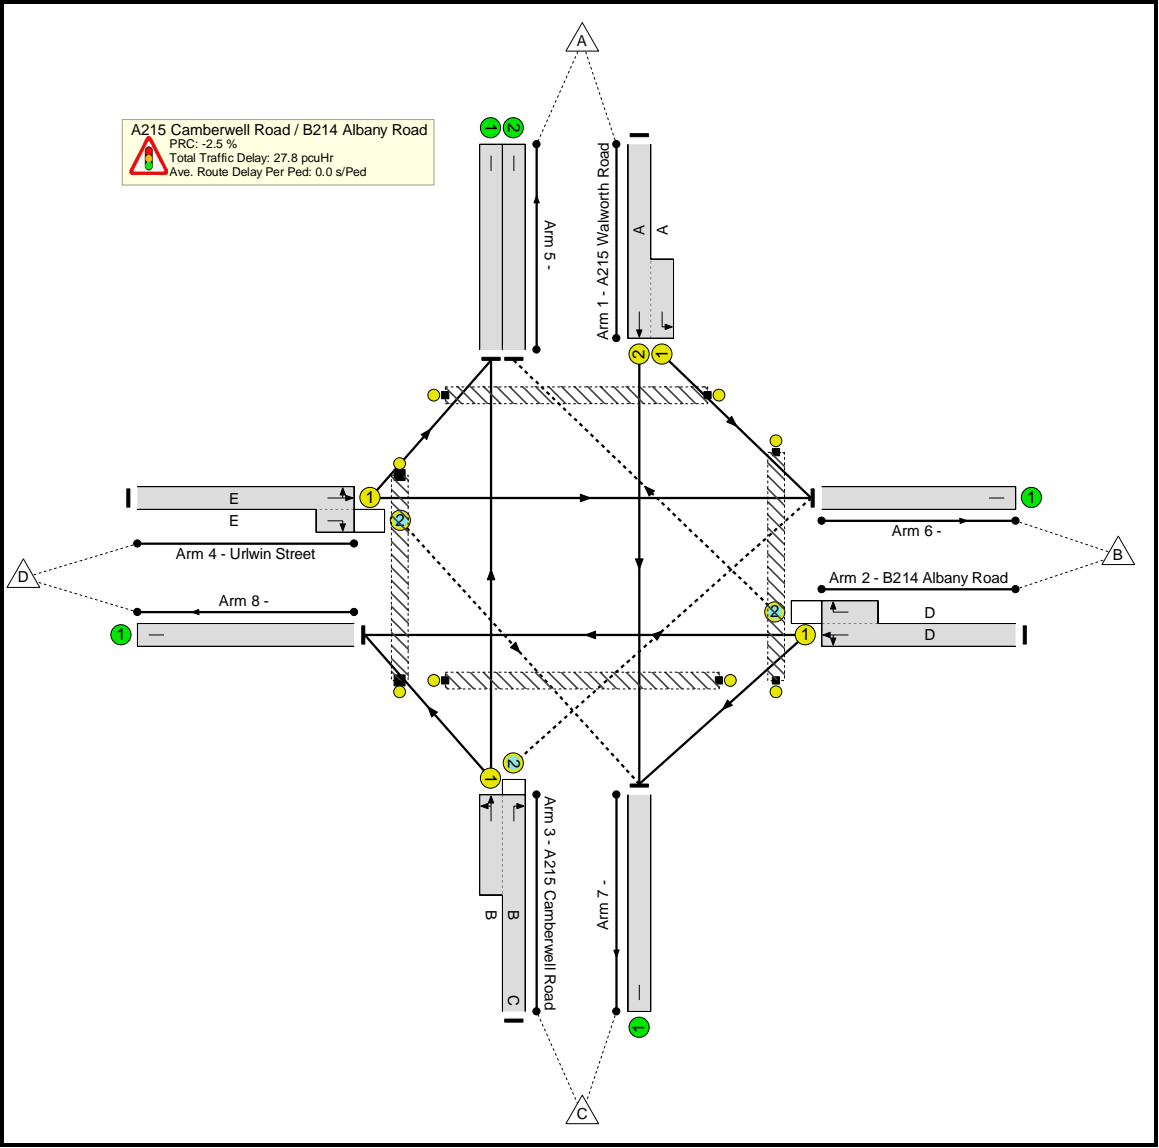 A
A215 Camberwell Road / B214 Albany Road
PRC: -2.5 %
Total Traffic Delay: 27.8 pcuHr
Ave. Route Delay Per Ped: 0.0 s/Ped
1
2
Arm 5 -
Arm 1 - A215 Walworth Road
A
A
2
1
E
E
1
2
Arm 4 - Urlwin Street
D
Arm 8 -
1
1
Arm 6 -
B
Arm 2 - B214 Albany Road
2
D
1
D
2
1
B
B
C
Arm 3 - A215 Camberwell Road
Arm 7 -
1
C